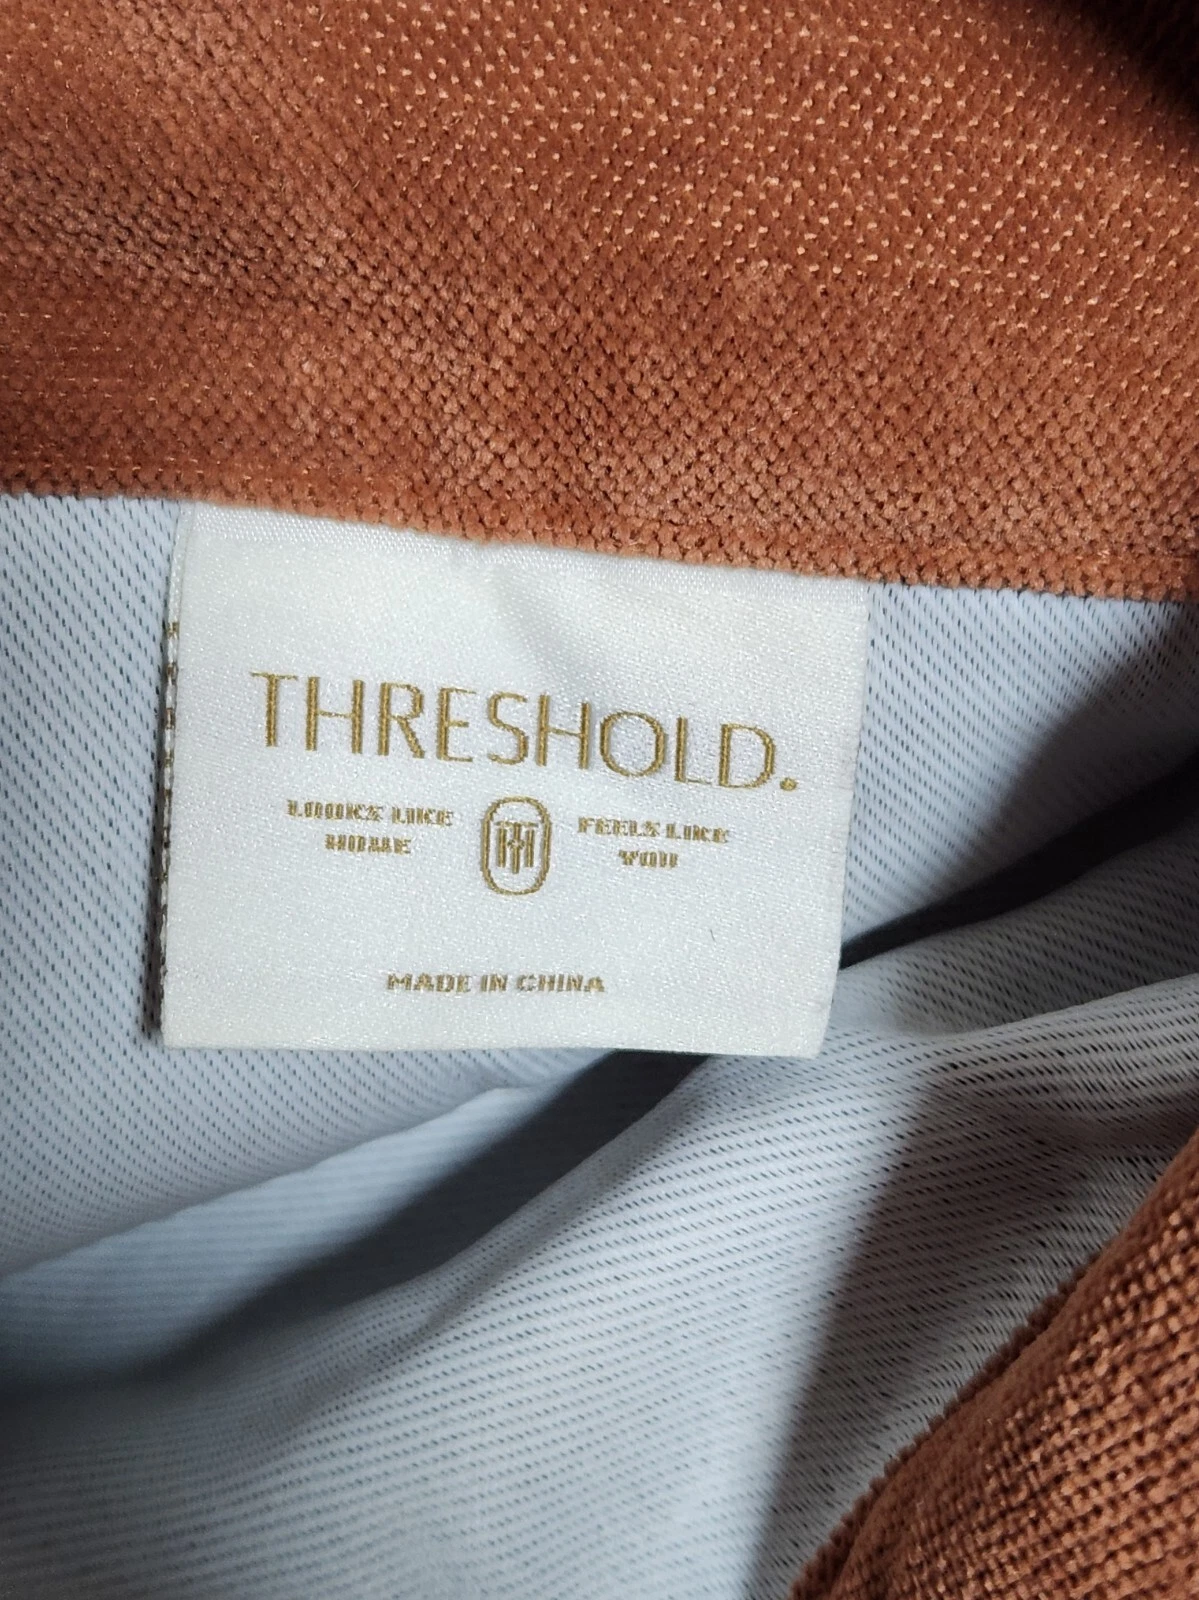 THRESHOLD.
LOOKS LIKE
HOME
FEELS LIKE
YOU
MADE IN CHINA